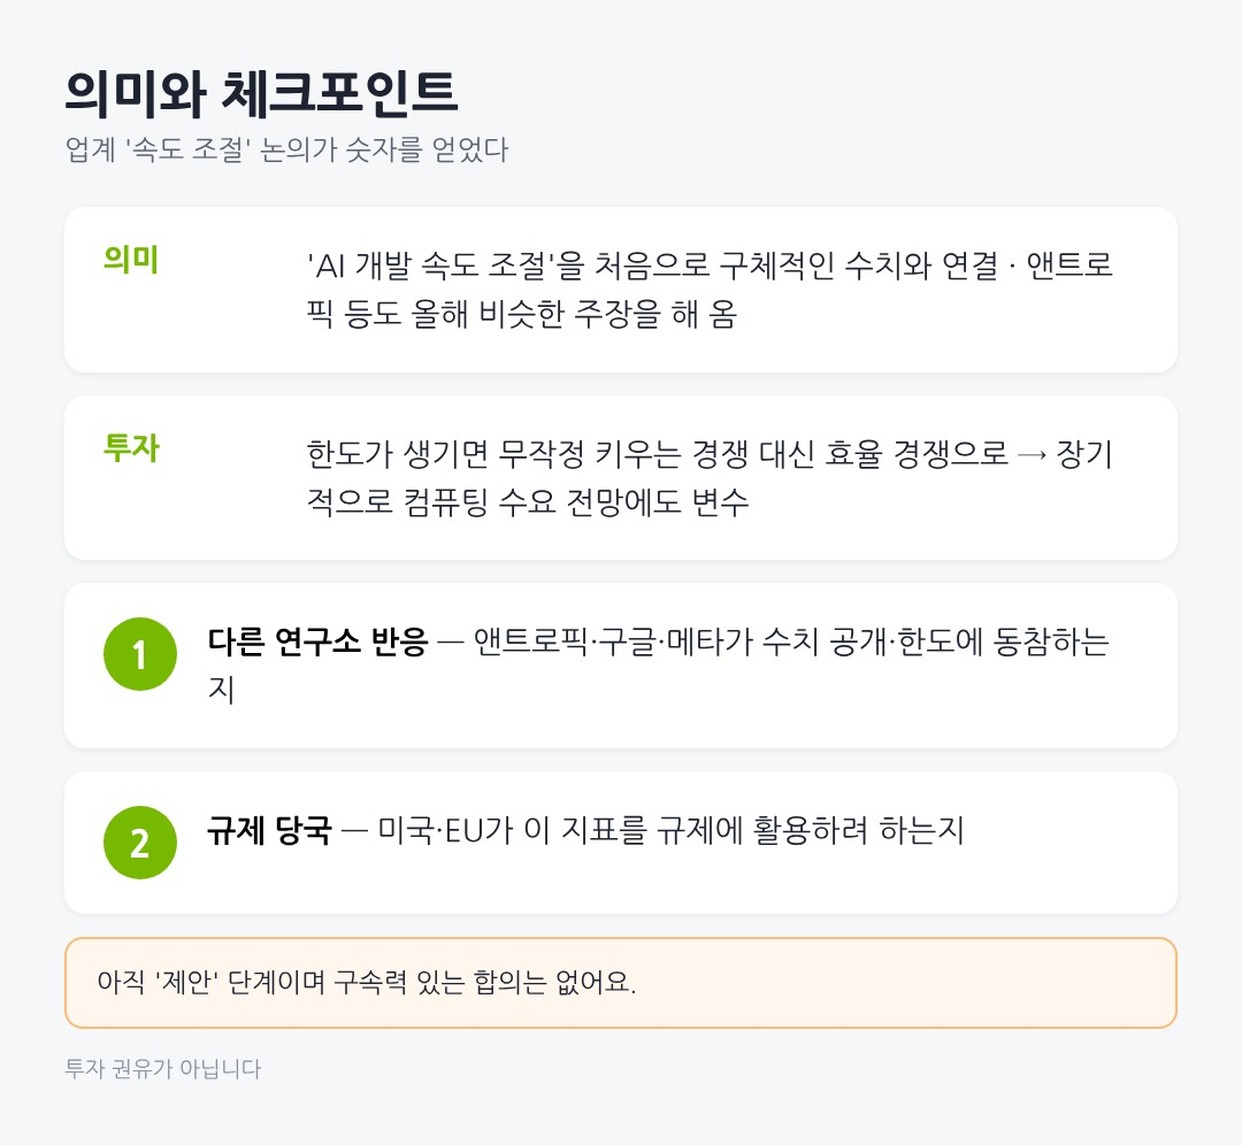 의미와 체크포인트
업계 '속도 조절' 논의가 숫자를 얻었다
의미
'AI 개발 속도 조절'을 처음으로 구체적인 수치와 연결 · 앤트로
픽 등도 올해 비슷한 주장을 해 옴
투자
한도가 생기면 무작정 키우는 경쟁 대신 효율 경쟁으로 → 장기
적으로 컴퓨팅 수요 전망에도 변수
1
다른 연구소 반응 — 앤트로픽·구글·메타가 수치 공개·한도에 동참하는
지
2
규제 당국 — 미국·EU가 이 지표를 규제에 활용하려 하는지
아직 '제안' 단계이며 구속력 있는 합의는 없어요.
투자 권유가 아닙니다